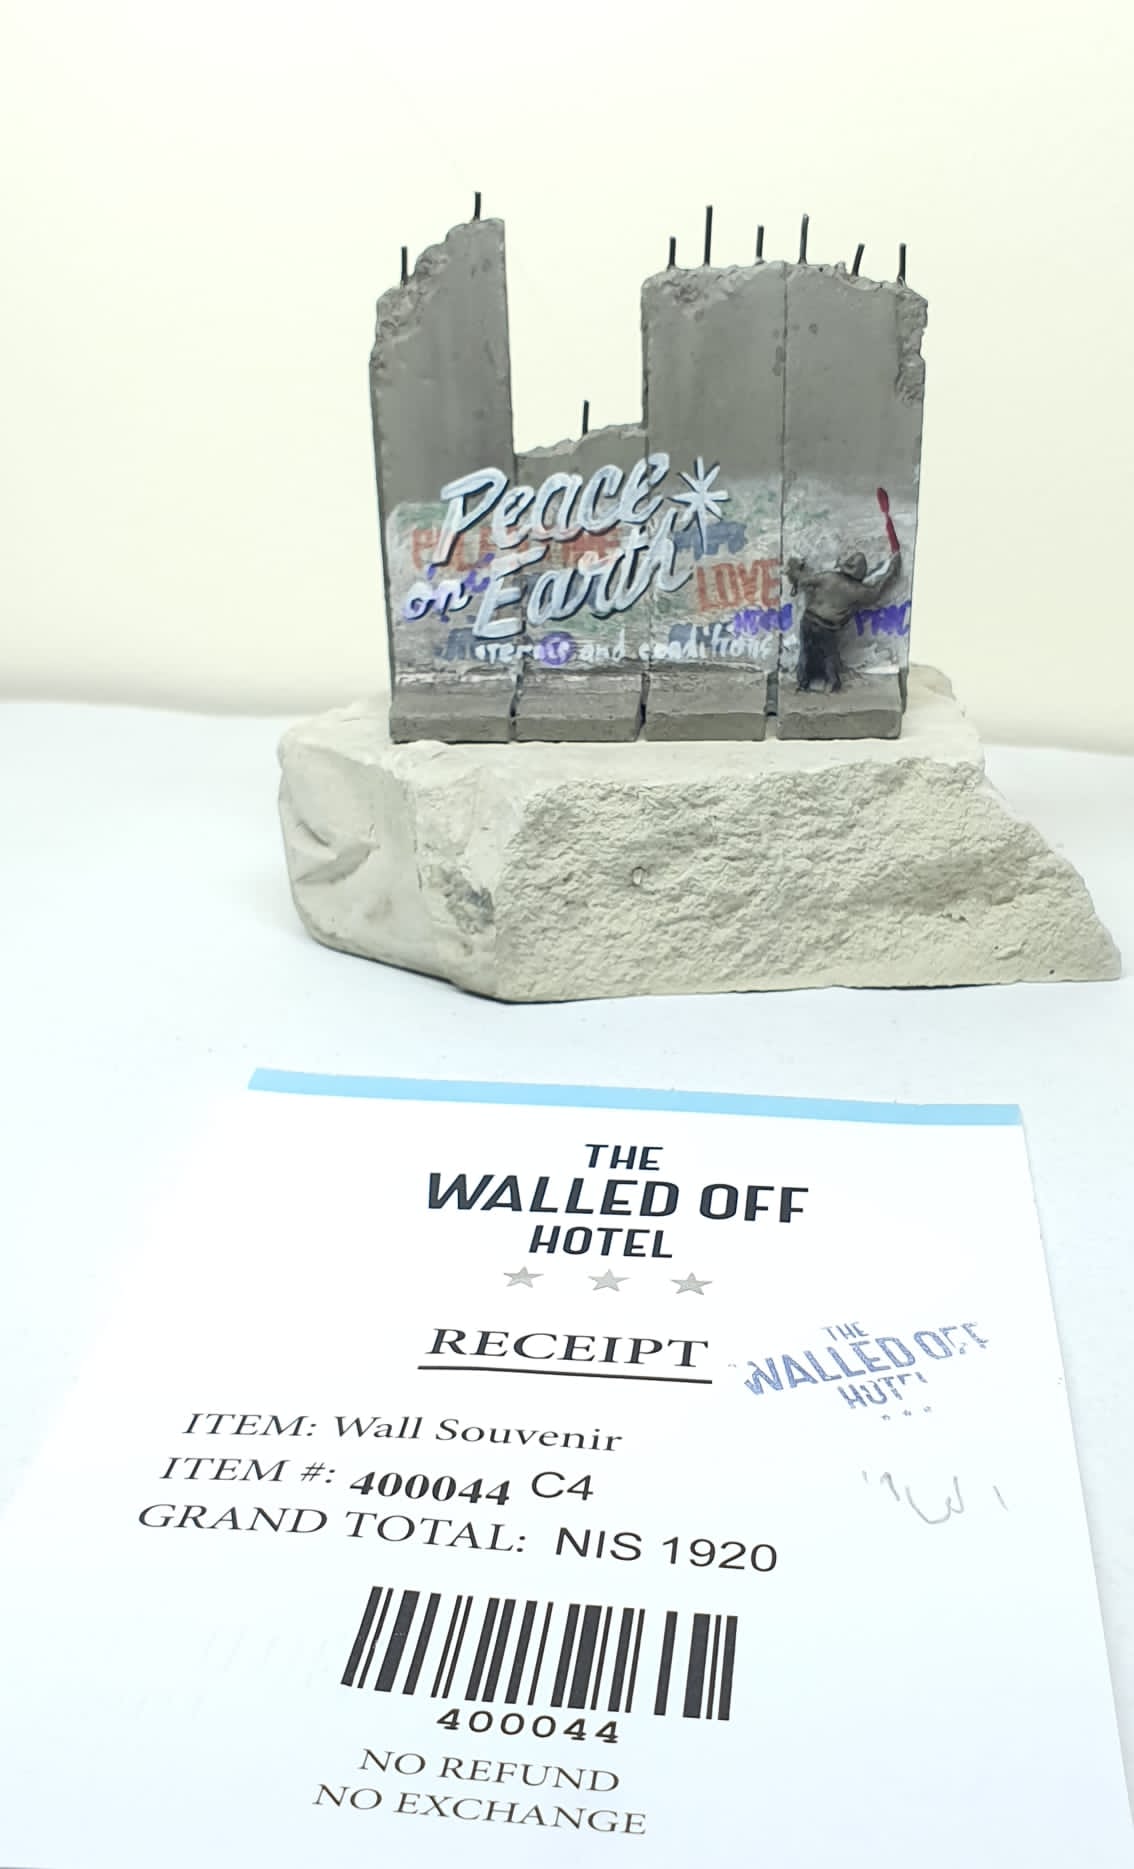 Peace
on Earth
LOVE
terms and conditions
THE
WALLED OFF
HOTEL
RECEIPT
THE
WALLED OFF
HOTEL
ITEM: Wall Souvenir
ITEM #: 400044 C4
GRAND TOTAL: NIS 1920
400044
NO REFUND
NO EXCHANGE